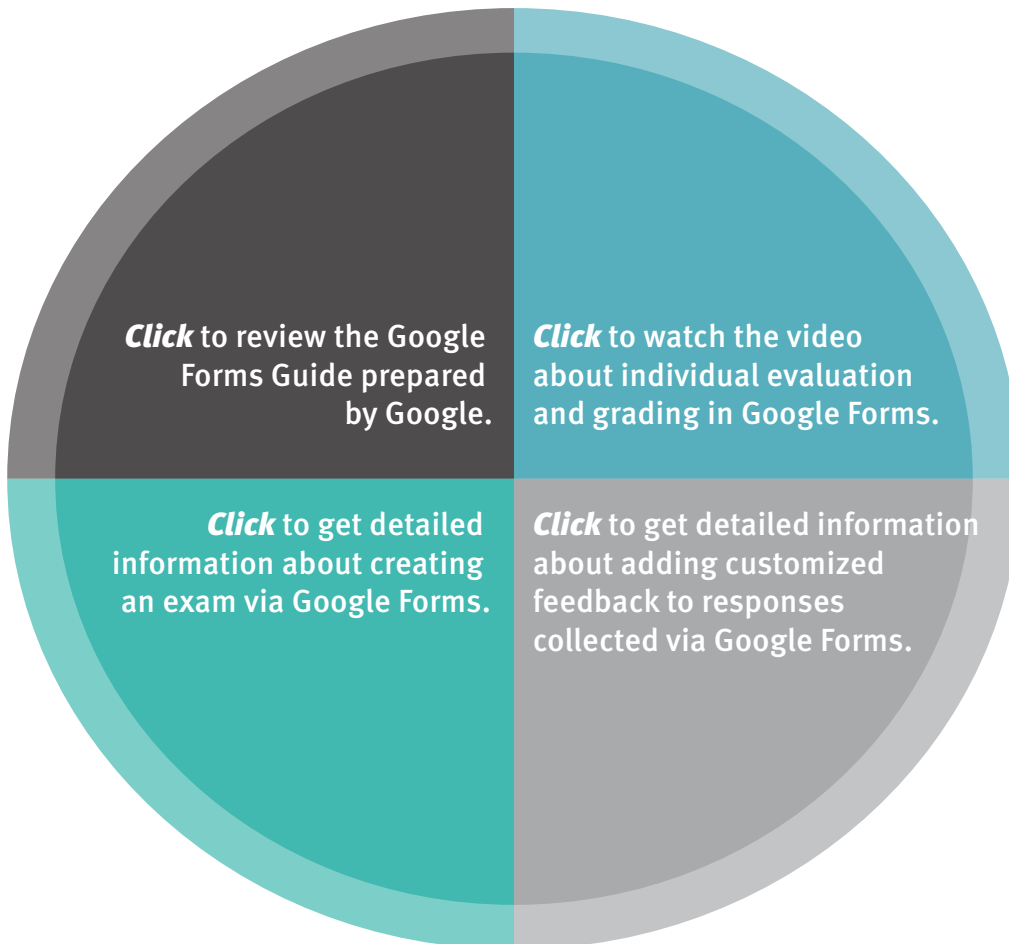 Click to review the Google
Forms Guide prepared
by Google.
Click to watch the video
about individual evaluation
and grading in Google Forms.
Click to get detailed
information about creating
an exam via Google Forms.
Click to get detailed information
about adding customized
feedback to responses
collected via Google Forms.